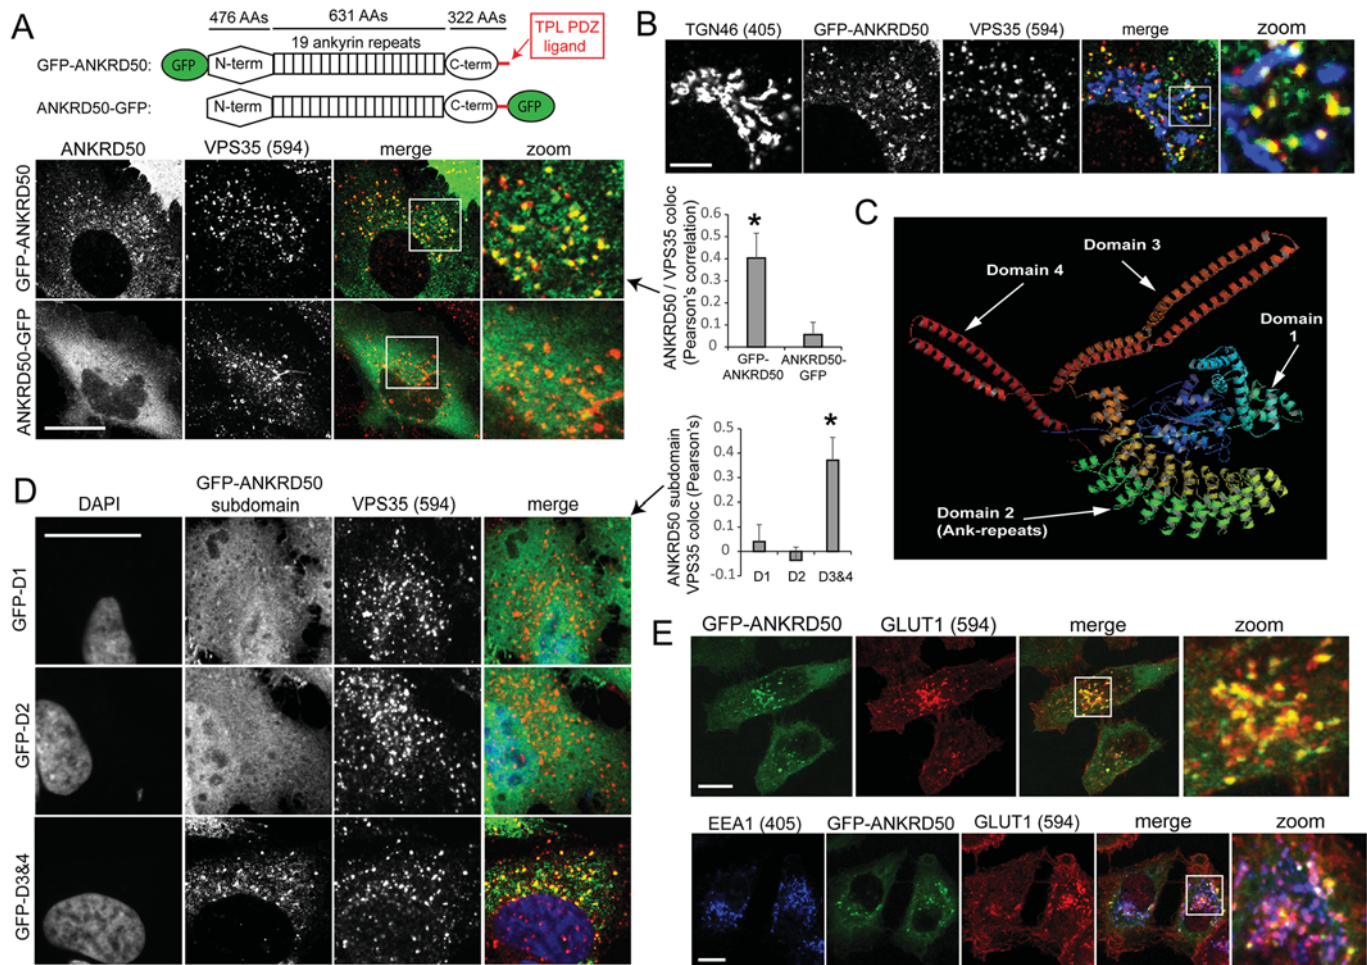 A
476 AAs
631 AAs
322 AAs
TPL PDZ
ligand
19 ankyrin repeats
GFP-ANKRD50:
GFP
N-term
C-term
ANKRD50-GFP:
N-term
C-term
GFP
ANKRD50
VPS35 (594)
merge
zoom
GFP-ANKRD50
ANKRD50-GFP
ANKRD50 / VPS35 coloc
(Pearson's correlation)
0.6
0.5
0.4
0.3
0.2
0.1
0
*
GFP-
ANKRD50
ANKRD50-
GFP
B
TGN46 (405)
GFP-ANKRD50
VPS35 (594)
merge
zoom
C
Domain 3
Domain 4
Domain
1
Domain 2
(Ank-repeats)
D
DAPI
GFP-ANKRD50
subdomain
VPS35 (594)
merge
GFP-D1
GFP-D2
GFP-D3&4
ANKRD50 subdomain
VPS35 coloc (Pearson's)
0.5
0.4
0.3
0.2
0.1
0
-0.1
*
D1
D2
D3&4
E
GFP-ANKRD50
GLUT1 (594)
merge
zoom
EEA1 (405)
GFP-ANKRD50
GLUT1 (594)
merge
zoom